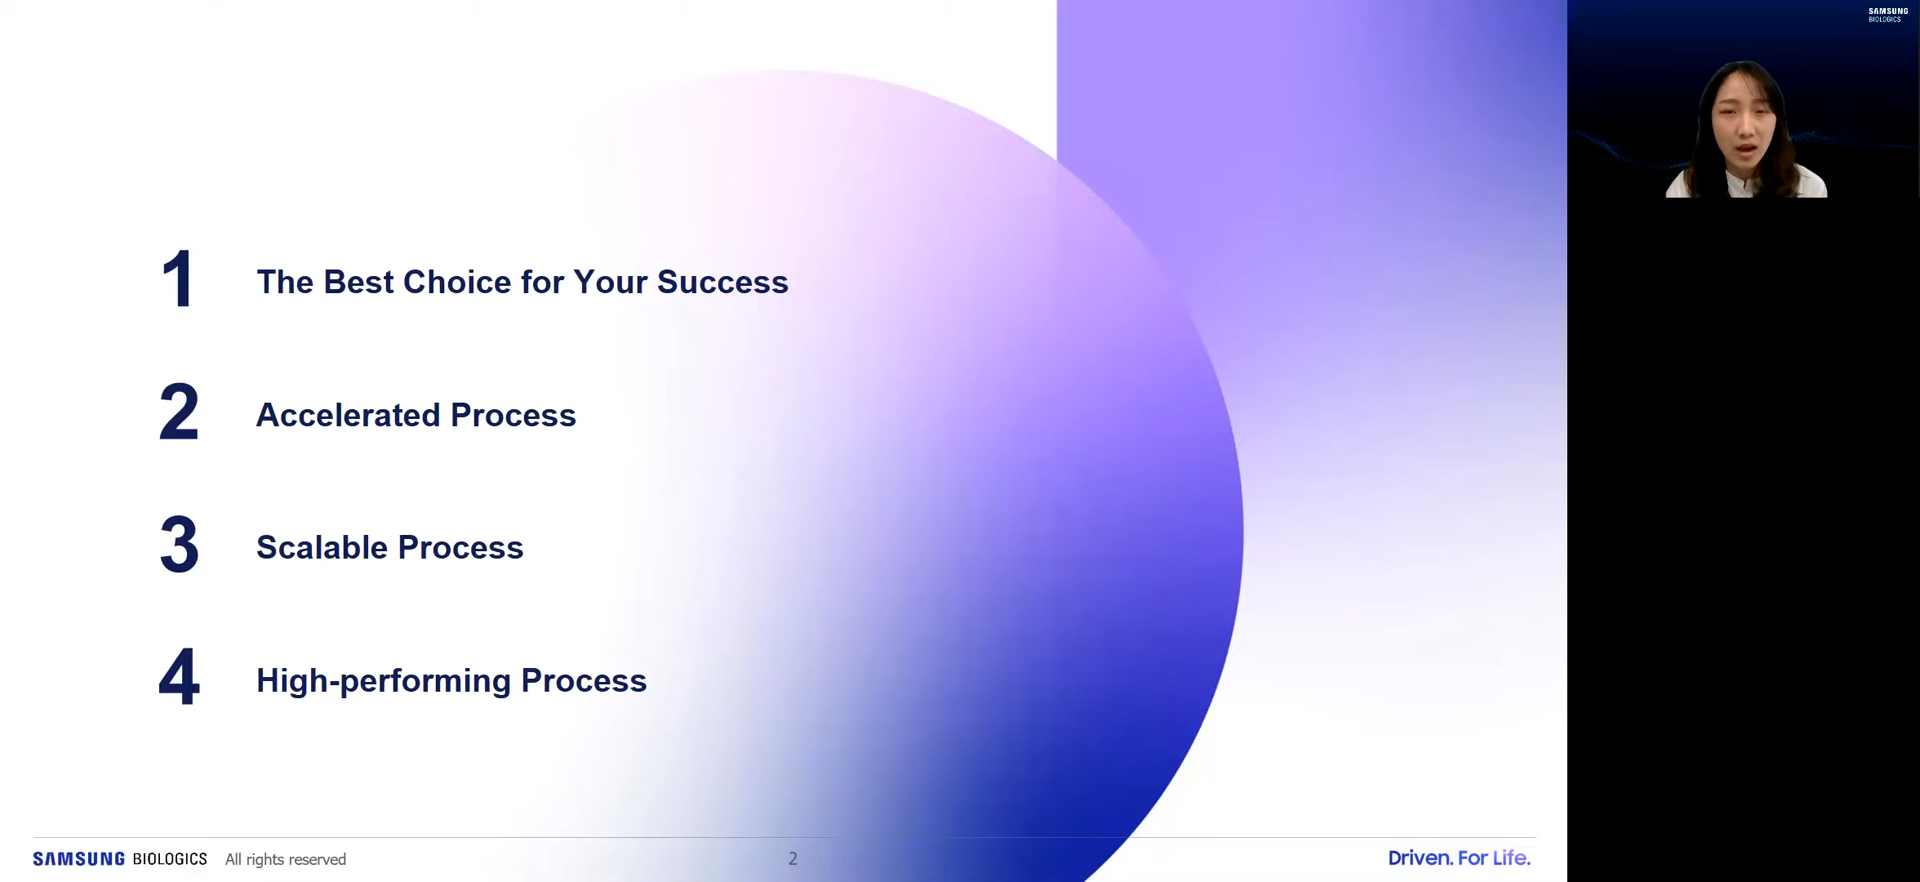 SAMSUNG
BIOLOGICS
1 The Best Choice for Your Success
2 Accelerated Process
3 Scalable Process
4 High-performing Process
SAMSUNG BIOLOGICS All rights reserved 2 Driven. For Life.